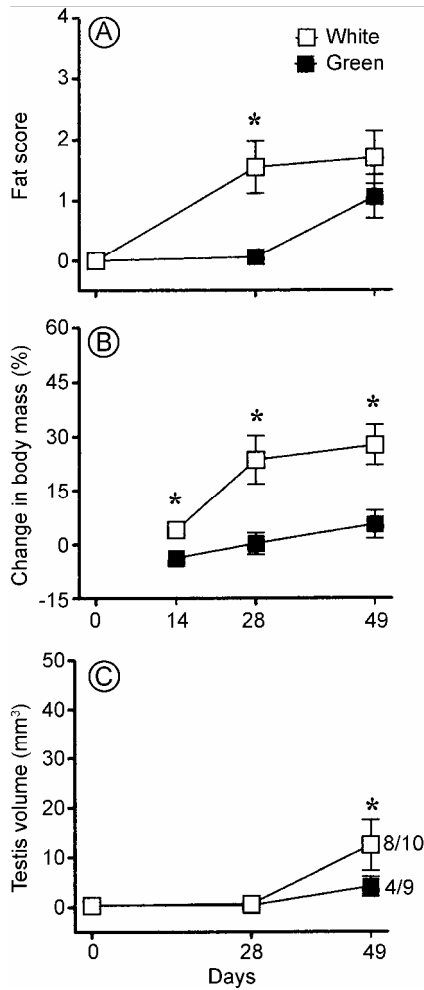 A
White
Green
4
3
2
1
0
Fat score
*
B
60
45
30
15
0
-15
Change in body mass (%)
* * *
0 14 28 49
C
50
40
30
20
10
0
Testis volume (mm³)
*
8/10
4/9
0 28 49
Days